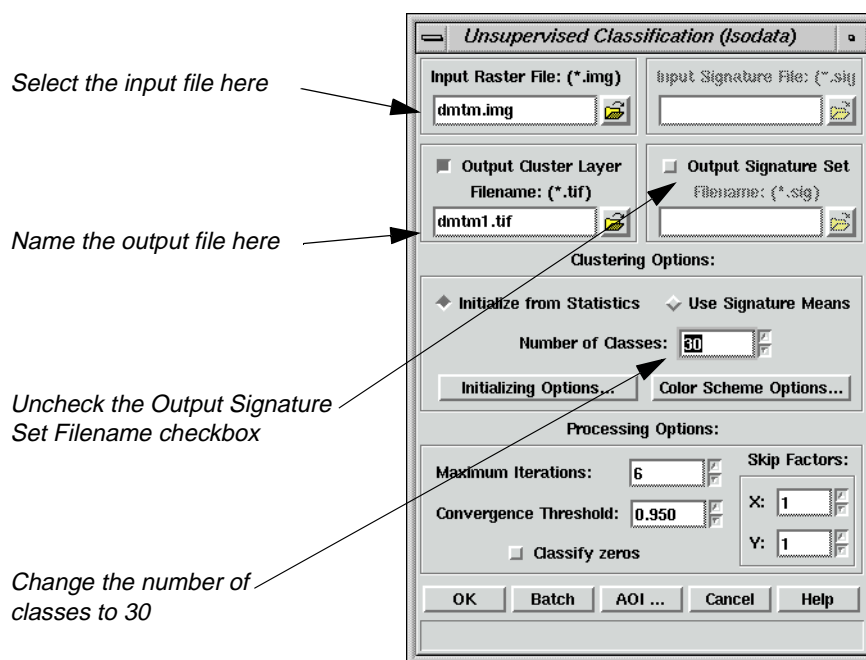 Unsupervised Classification (Isodata)
Select the input file here
Input Raster File: (*.img)
Input Signature File: (*.sig
dmtm.img
Output Cluster Layer
Filename: (*.tif)
Output Signature Set
Filename: (*.sig)
Name the output file here
dmtm1.tif
Clustering Options:
Initialize from Statistics
Use Signature Means
Number of Classes:
30
Initializing Options...
Color Scheme Options...
Uncheck the Output Signature
Set Filename checkbox
Processing Options:
Maximum Iterations:
6
Skip Factors:
Convergence Threshold:
0.950
X:
1
Y:
1
Classify zeros
Change the number of
classes to 30
OK
Batch
AOI ...
Cancel
Help